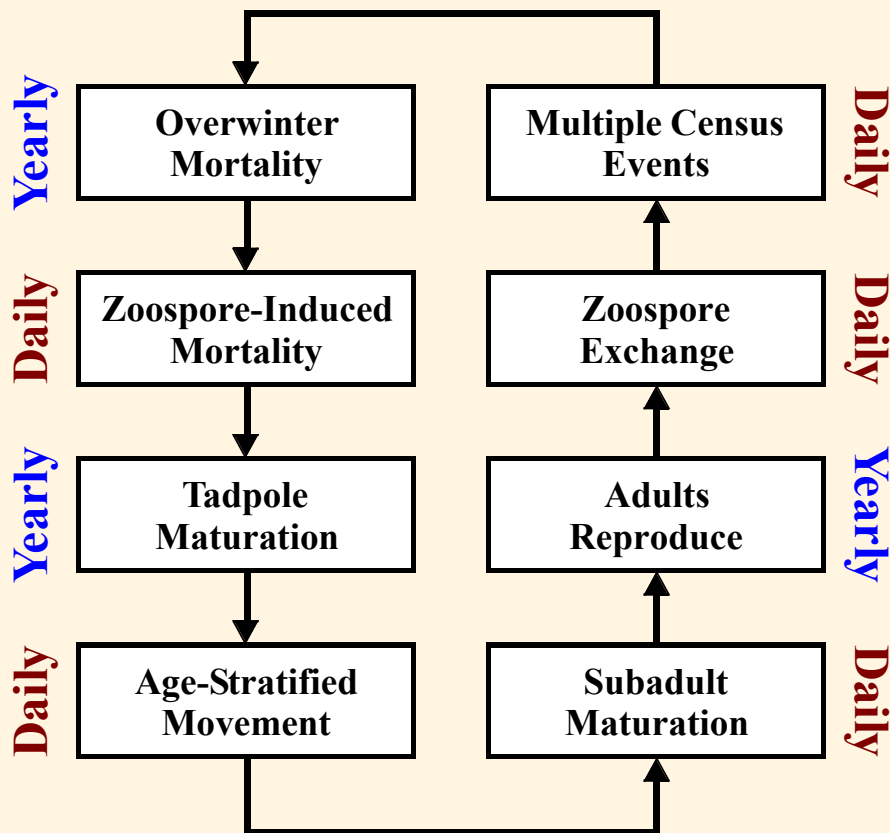 Yearly
Overwinter
Mortality
Daily
Zoospore-Induced
Mortality
Yearly
Tadpole
Maturation
Daily
Age-Stratified
Movement
Multiple Census
Events
Daily
Zoospore
Exchange
Daily
Adults
Reproduce
Yearly
Subadult
Maturation
Daily